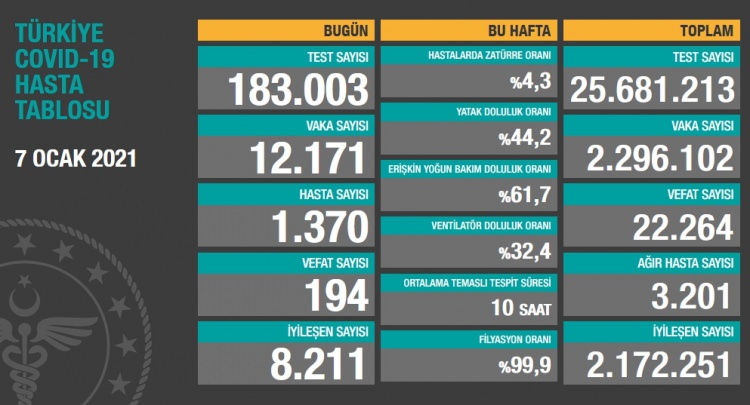 TÜRKİYE
COVID-19
HASTA
TABLOSU
7 OCAK 2021
BUGÜN
TEST SAYISI
183.003
VAKA SAYISI
12.171
HASTA SAYISI
1.370
VEFAT SAYISI
194
İYİLEŞEN SAYISI
8.211
BU HAFTA
HASTALARDA ZATÜRRE ORANI
%4,3
YATAK DOLULUK ORANI
%44,2
ERİŞKİN YOĞUN BAKIM DOLULUK ORANI
%61,7
VENTİLATÖR DOLULUK ORANI
%32,4
ORTALAMA TEMASLI TESPİT SÜRESİ
10 SAAT
FİLYASYON ORANI
%99,9
TOPLAM
TEST SAYISI
25.681.213
VAKA SAYISI
2.296.102
VEFAT SAYISI
22.264
AĞIR HASTA SAYISI
3.201
İYİLEŞEN SAYISI
2.172.251